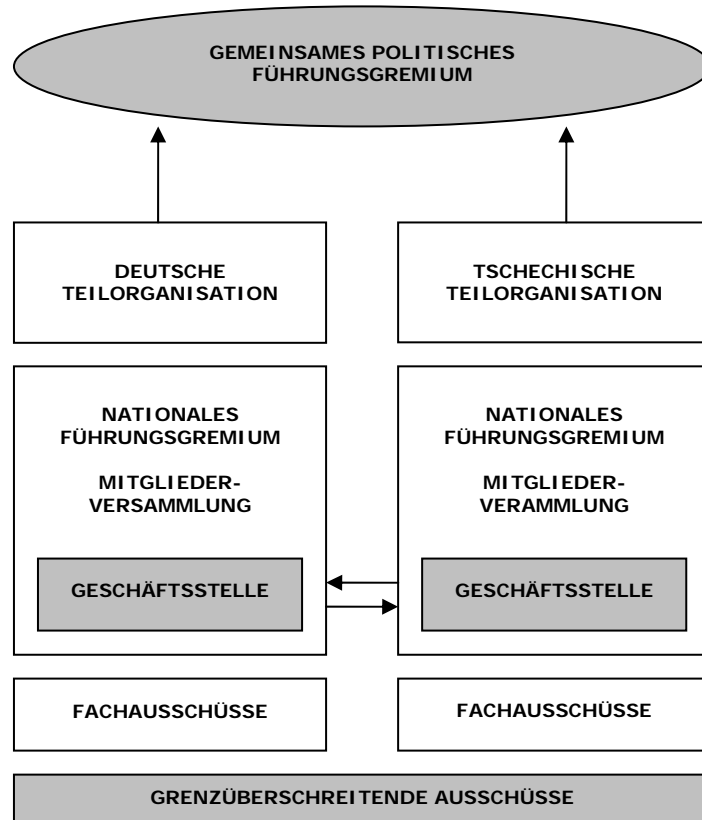 GEMEINSAMES POLITISCHES
FÜHRUNGSGREMIUM
DEUTSCHE
TEILORGANISATION
TSCHECHISCHE
TEILORGANISATION
NATIONALES
FÜHRUNGSGREMIUM
MITGLIEDER-
VERSAMMLUNG
GESCHÄFTSSTELLE
NATIONALES
FÜHRUNGSGREMIUM
MITGLIEDER-
VERAMMLUNG
GESCHÄFTSSTELLE
FACHAUSSCHÜSSE
FACHAUSSCHÜSSE
GRENZÜBERSCHREITENDE AUSSCHÜSSE